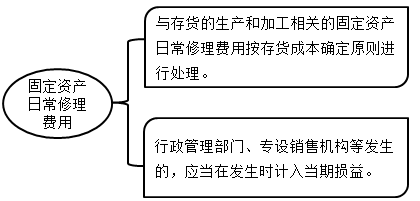 固定资产
日常修理
费用
与存货的生产和加工相关的固定资产
日常修理费用按存货成本确定原则进
行处理。
行政管理部门、专设销售机构等发生
的，应当在发生时计入当期损益。